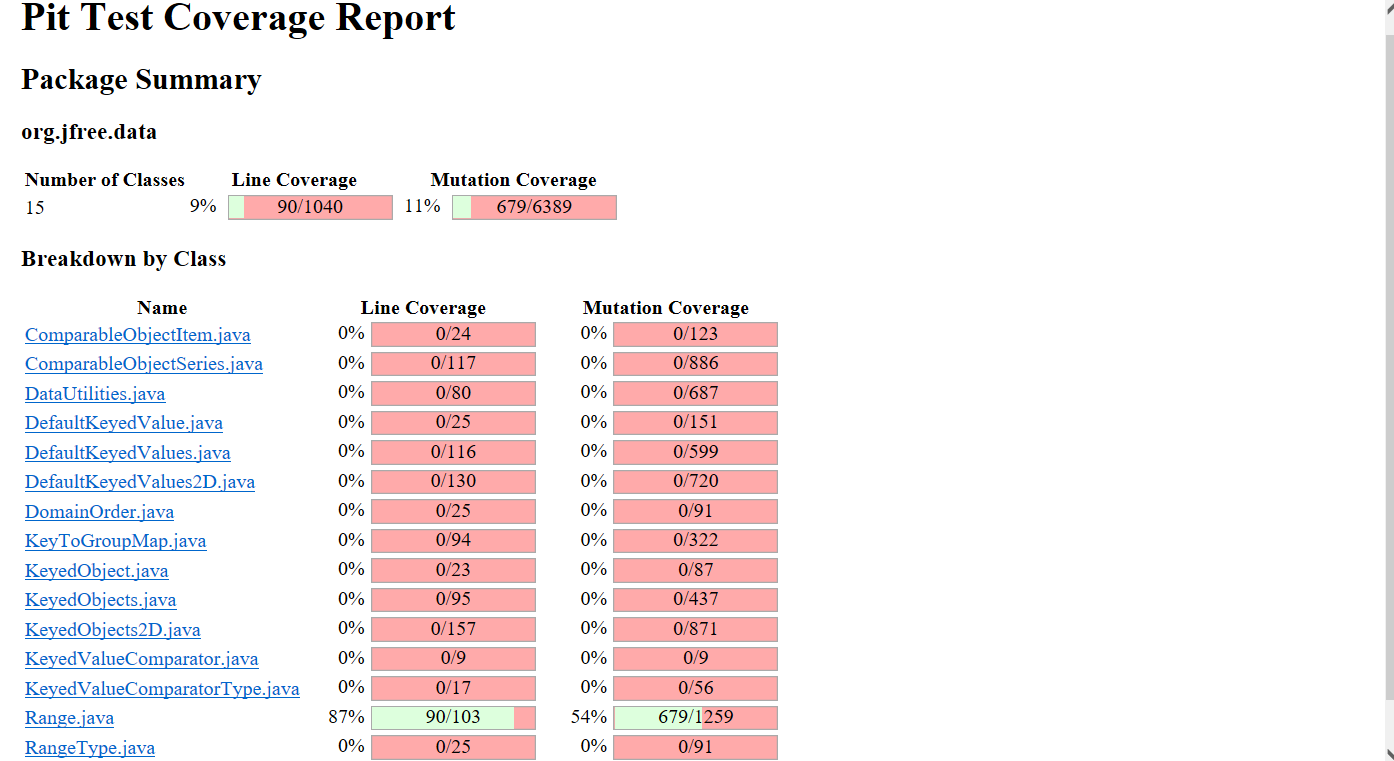 Pit Test Coverage Report
Package Summary
org.jfree.data
Number of Classes Line Coverage Mutation Coverage
15 9% 90/1040 11% 679/6389
Breakdown by Class
Name Line Coverage Mutation Coverage
ComparableObjectItem.java 0% 0/24 0% 0/123
ComparableObjectSeries.java 0% 0/117 0% 0/886
DataUtilities.java 0% 0/80 0% 0/687
DefaultKeyedValue.java 0% 0/25 0% 0/151
DefaultKeyedValues.java 0% 0/116 0% 0/599
DefaultKeyedValues2D.java 0% 0/130 0% 0/720
DomainOrder.java 0% 0/25 0% 0/91
KeyToGroupMap.java 0% 0/94 0% 0/322
KeyedObject.java 0% 0/23 0% 0/87
KeyedObjects.java 0% 0/95 0% 0/437
KeyedObjects2D.java 0% 0/157 0% 0/871
KeyedValueComparator.java 0% 0/9 0% 0/9
KeyedValueComparatorType.java 0% 0/17 0% 0/56
Range.java 87% 90/103 54% 679/1259
RangeType.java 0% 0/25 0% 0/91